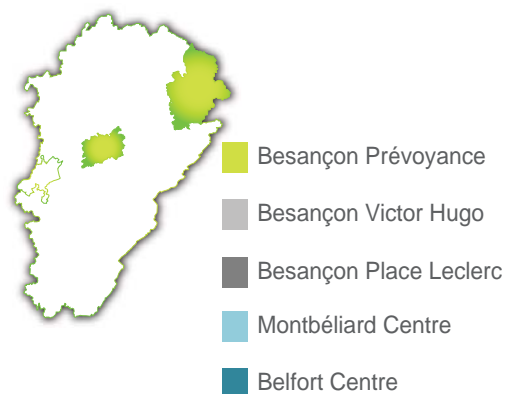 Besançon Prévoyance
Besançon Victor Hugo
Besançon Place Leclerc
Montbéliard Centre
Belfort Centre